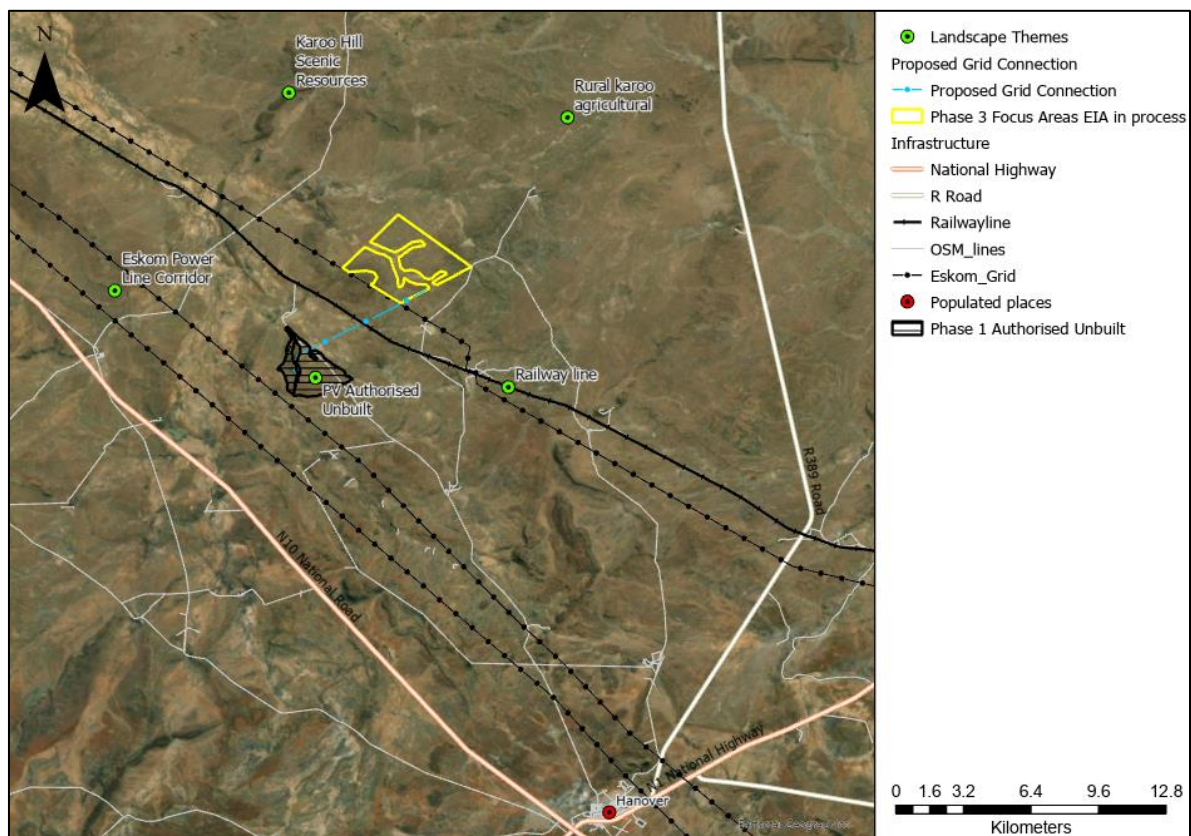 N
Karoo Hill
Scenic
Resources
Rural karoo
agricultural
Eskom Power
Line Corridor
PV Authorised
Unbuilt
Railway line
R389 Road
N10 National Road
N1 National Highway
Hanover
Landscape Themes
Proposed Grid Connection
Proposed Grid Connection
Phase 3 Focus Areas EIA in process
Infrastructure
National Highway
R Road
Railwayline
OSM_lines
Eskom_Grid
Populated places
Phase 1 Authorised Unbuilt
0 1.6 3.2 6.4 9.6 12.8
Kilometers